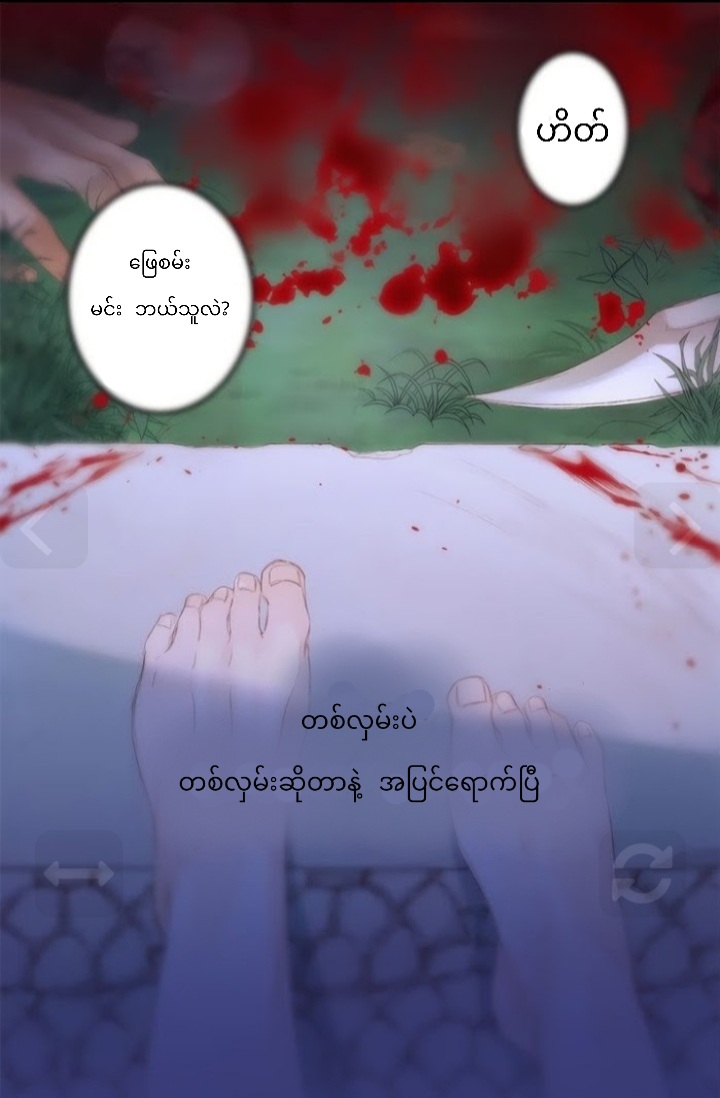 ဟိတ်
ဖြေစမ်း
မင်း ဘယ်သူလဲ?
တစ်လှမ်းပဲ
တစ်လှမ်းဆိုတာနဲ့ အပြင်ရောက်ပြီ